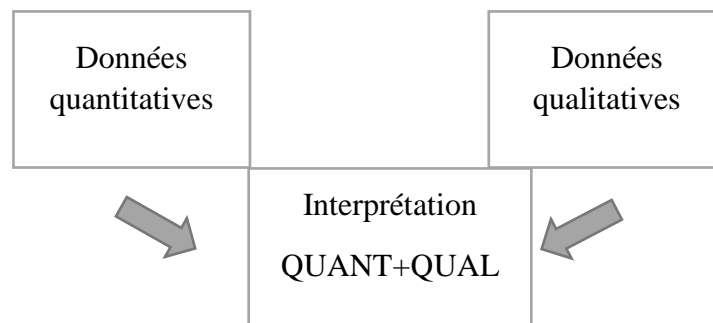 Données
quantitatives
Données
qualitatives
Interprétation
QUANT+QUAL